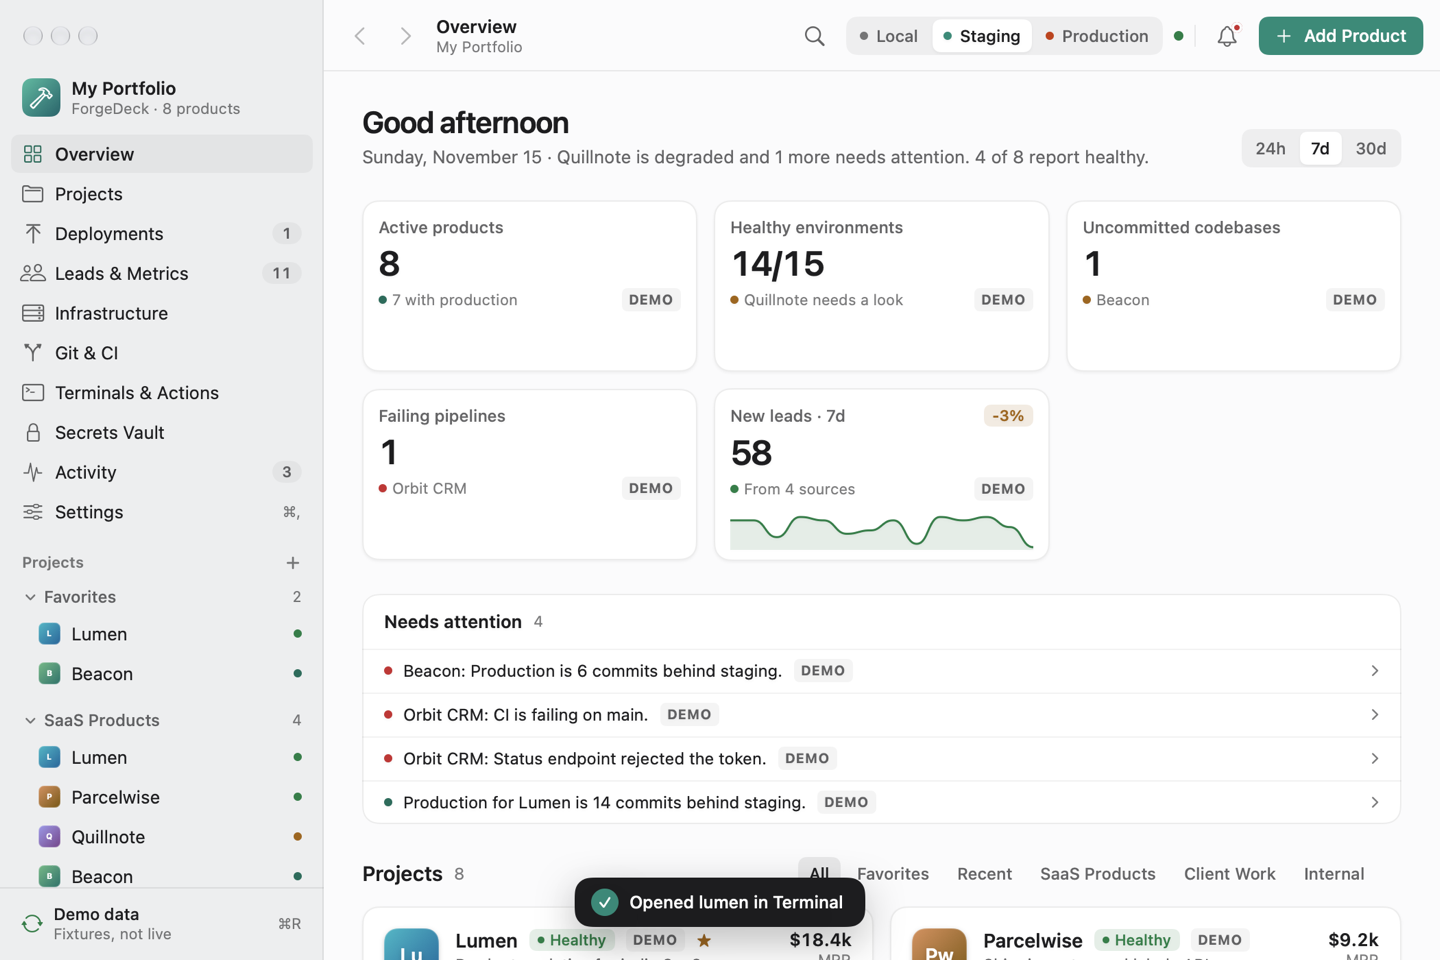 My Portfolio
ForgeDeck · 8 products
Overview
Projects
Deployments 1
Leads & Metrics 11
Infrastructure
Git & CI
Terminals & Actions
Secrets Vault
Activity 3
Settings ⌘,
Projects
Favorites 2
L Lumen
B Beacon
SaaS Products 4
L Lumen
P Parcelwise
Q Quillnote
B Beacon
Demo data
Fixtures, not live
⌘R
Overview
My Portfolio
Local Staging Production
Add Product
Good afternoon
Sunday, November 15 · Quillnote is degraded and 1 more needs attention. 4 of 8 report healthy.
24h 7d 30d
Active products
8
7 with production DEMO
Healthy environments
14/15
Quillnote needs a look DEMO
Uncommitted codebases
1
Beacon DEMO
Failing pipelines
1
Orbit CRM DEMO
New leads · 7d -3%
58
From 4 sources DEMO
Needs attention 4
Beacon: Production is 6 commits behind staging. DEMO
Orbit CRM: CI is failing on main. DEMO
Orbit CRM: Status endpoint rejected the token. DEMO
Production for Lumen is 14 commits behind staging. DEMO
Projects 8
All Favorites Recent SaaS Products Client Work Internal
Opened lumen in Terminal
Lu Lumen Healthy DEMO $18.4k
MRR
Pw Parcelwise Healthy DEMO $9.2k
MRR